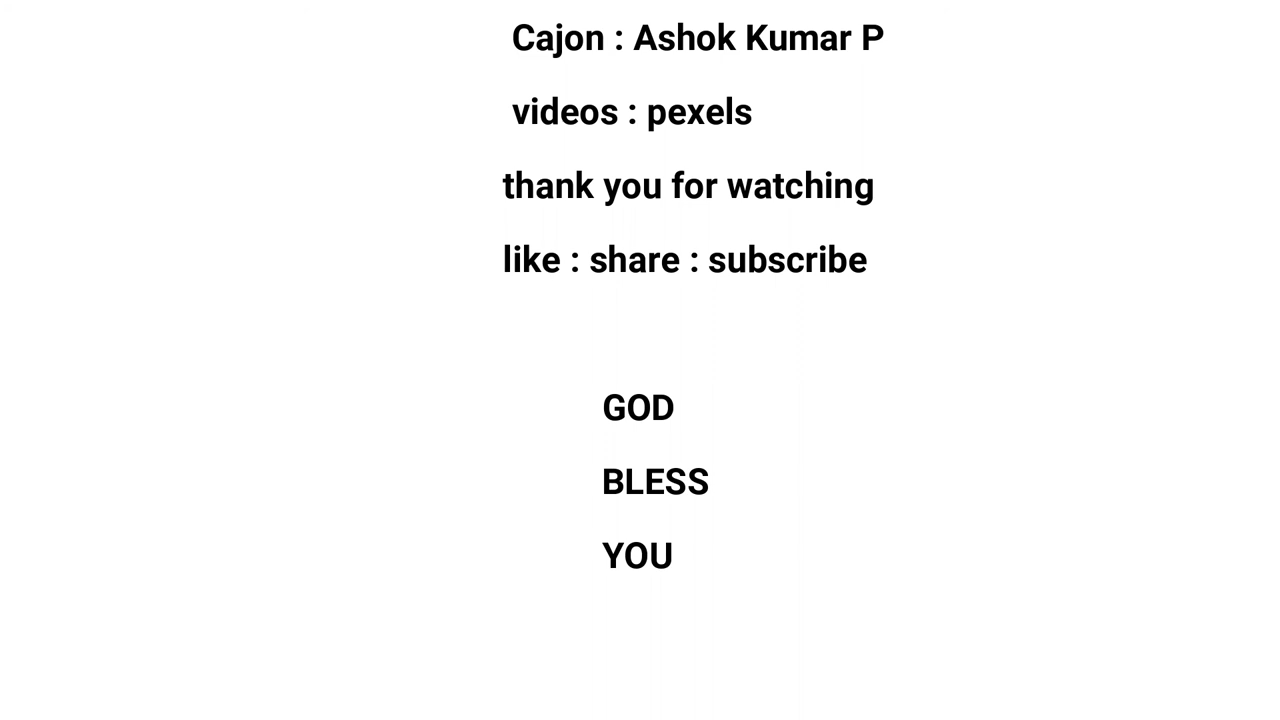 Cajon : Ashok Kumar P
videos : pexels
thank you for watching
like : share : subscribe
GOD
BLESS
YOU